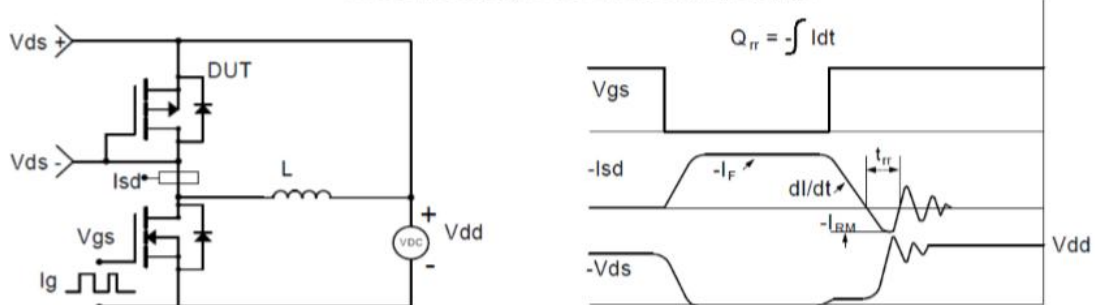 Vds +
DUT
Vds -
Isd
L
Vgs
Ig
VDC
+
Vdd
-
Qrr = -∫ Idt
Vgs
-Isd
-IF
dI/dt
trr
-IRM
-Vds
Vdd